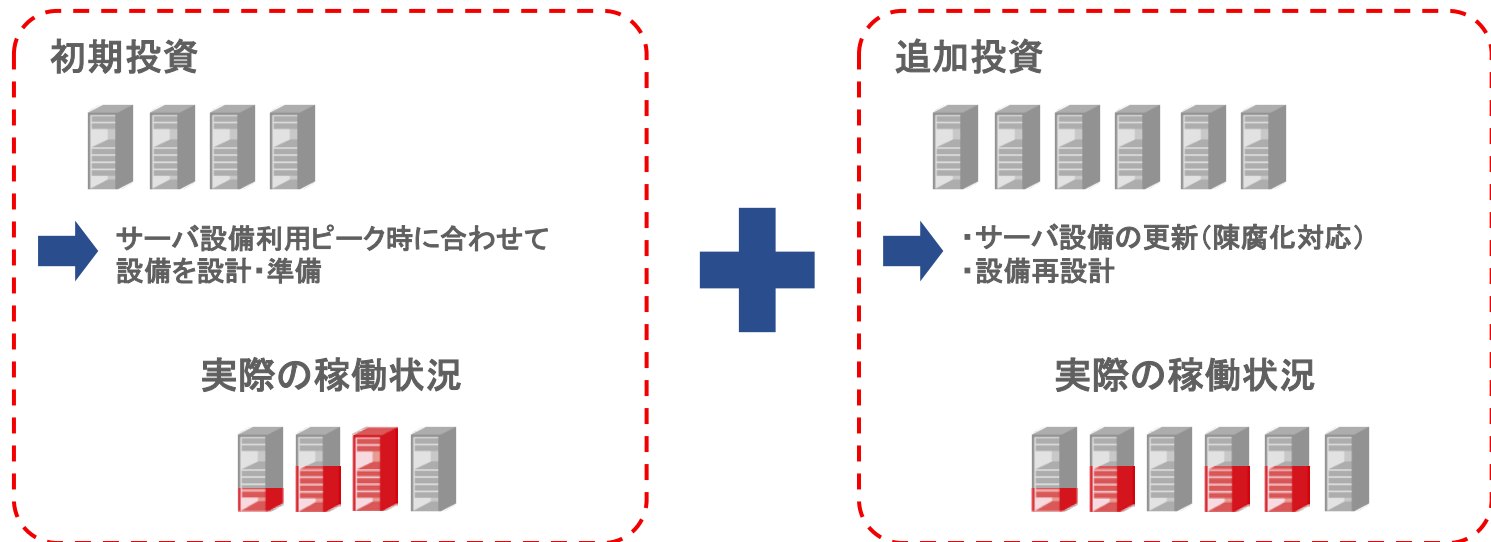 初期投資
サーバ設備利用ピーク時に合わせて
設備を設計・準備
実際の稼働状況
追加投資
・サーバ設備の更新（陳腐化対応）
・設備再設計
実際の稼働状況